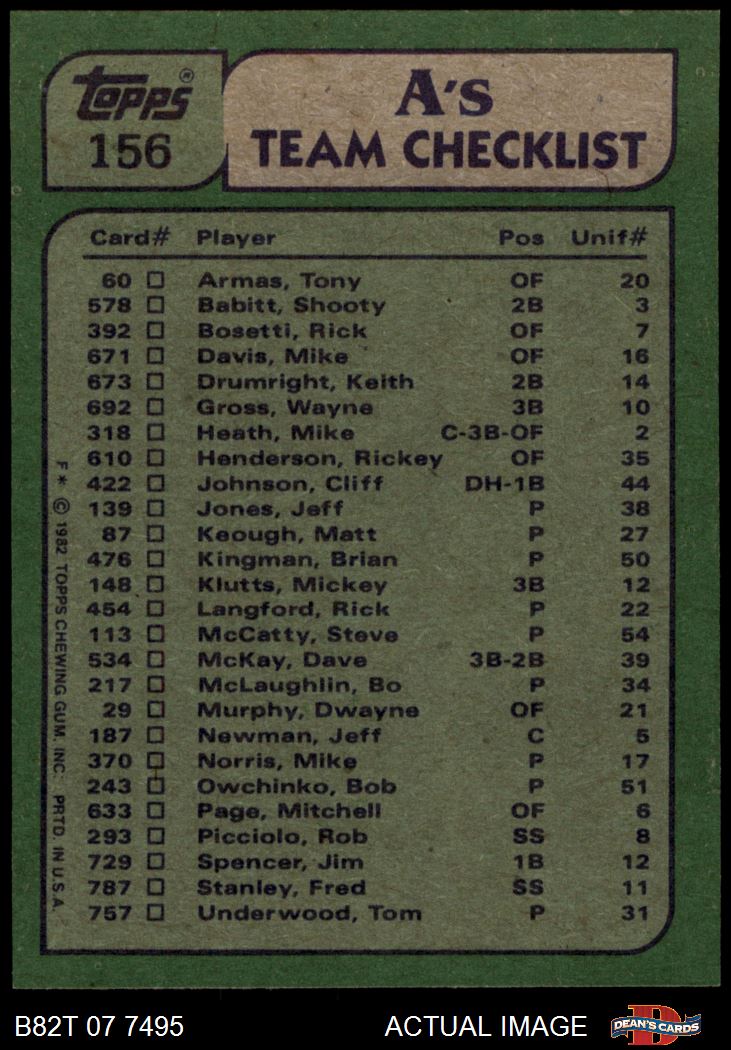 Topps®
156
A's
TEAM CHECKLIST
Card# Player Pos Unif#
60 Armas, Tony OF 20
578 Babitt, Shooty 2B 3
392 Bosetti, Rick OF 7
671 Davis, Mike OF 16
673 Drumright, Keith 2B 14
692 Gross, Wayne 3B 10
318 Heath, Mike C-3B-OF 2
610 Henderson, Rickey OF 35
422 Johnson, Cliff DH-1B 44
139 Jones, Jeff P 38
87 Keough, Matt P 27
476 Kingman, Brian P 50
148 Klutts, Mickey 3B 12
454 Langford, Rick P 22
113 McCatty, Steve P 54
534 McKay, Dave 3B-2B 39
217 McLaughlin, Bo P 34
29 Murphy, Dwayne OF 21
187 Newman, Jeff C 5
370 Norris, Mike P 17
243 Owchinko, Bob P 51
633 Page, Mitchell OF 6
293 Picciolo, Rob SS 8
729 Spencer, Jim 1B 12
787 Stanley, Fred SS 11
757 Underwood, Tom P 31
F * © 1982 TOPPS CHEWING GUM, INC. PRTD. IN U.S.A.
B82T 07 7495 ACTUAL IMAGE
DEAN'S CARDS